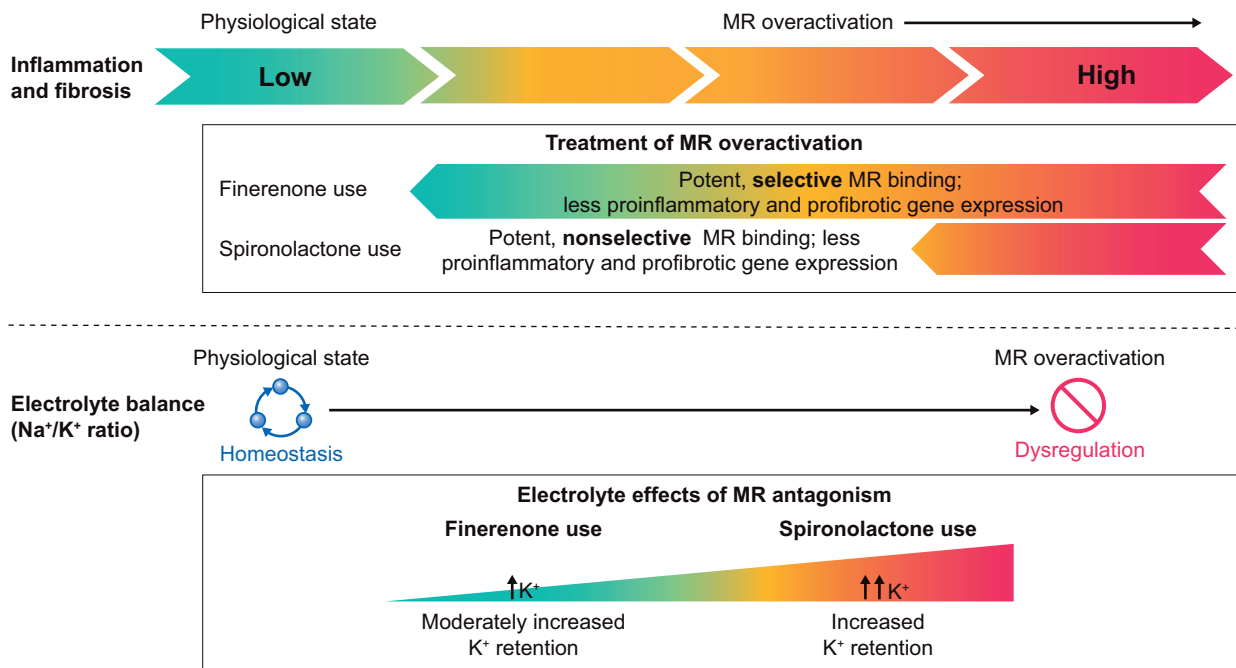 Physiological state
MR overactivation
Inflammation
and fibrosis
Low
High
Treatment of MR overactivation
Finerenone use
Potent, selective MR binding;
less proinflammatory and profibrotic gene expression
Spironolactone use
Potent, nonselective MR binding; less
proinflammatory and profibrotic gene expression
Physiological state
MR overactivation
Electrolyte balance
(Na⁺/K⁺ ratio)
Homeostasis
Dysregulation
Electrolyte effects of MR antagonism
Finerenone use
Spironolactone use
↑K⁺
↑↑K⁺
Moderately increased
K⁺ retention
Increased
K⁺ retention